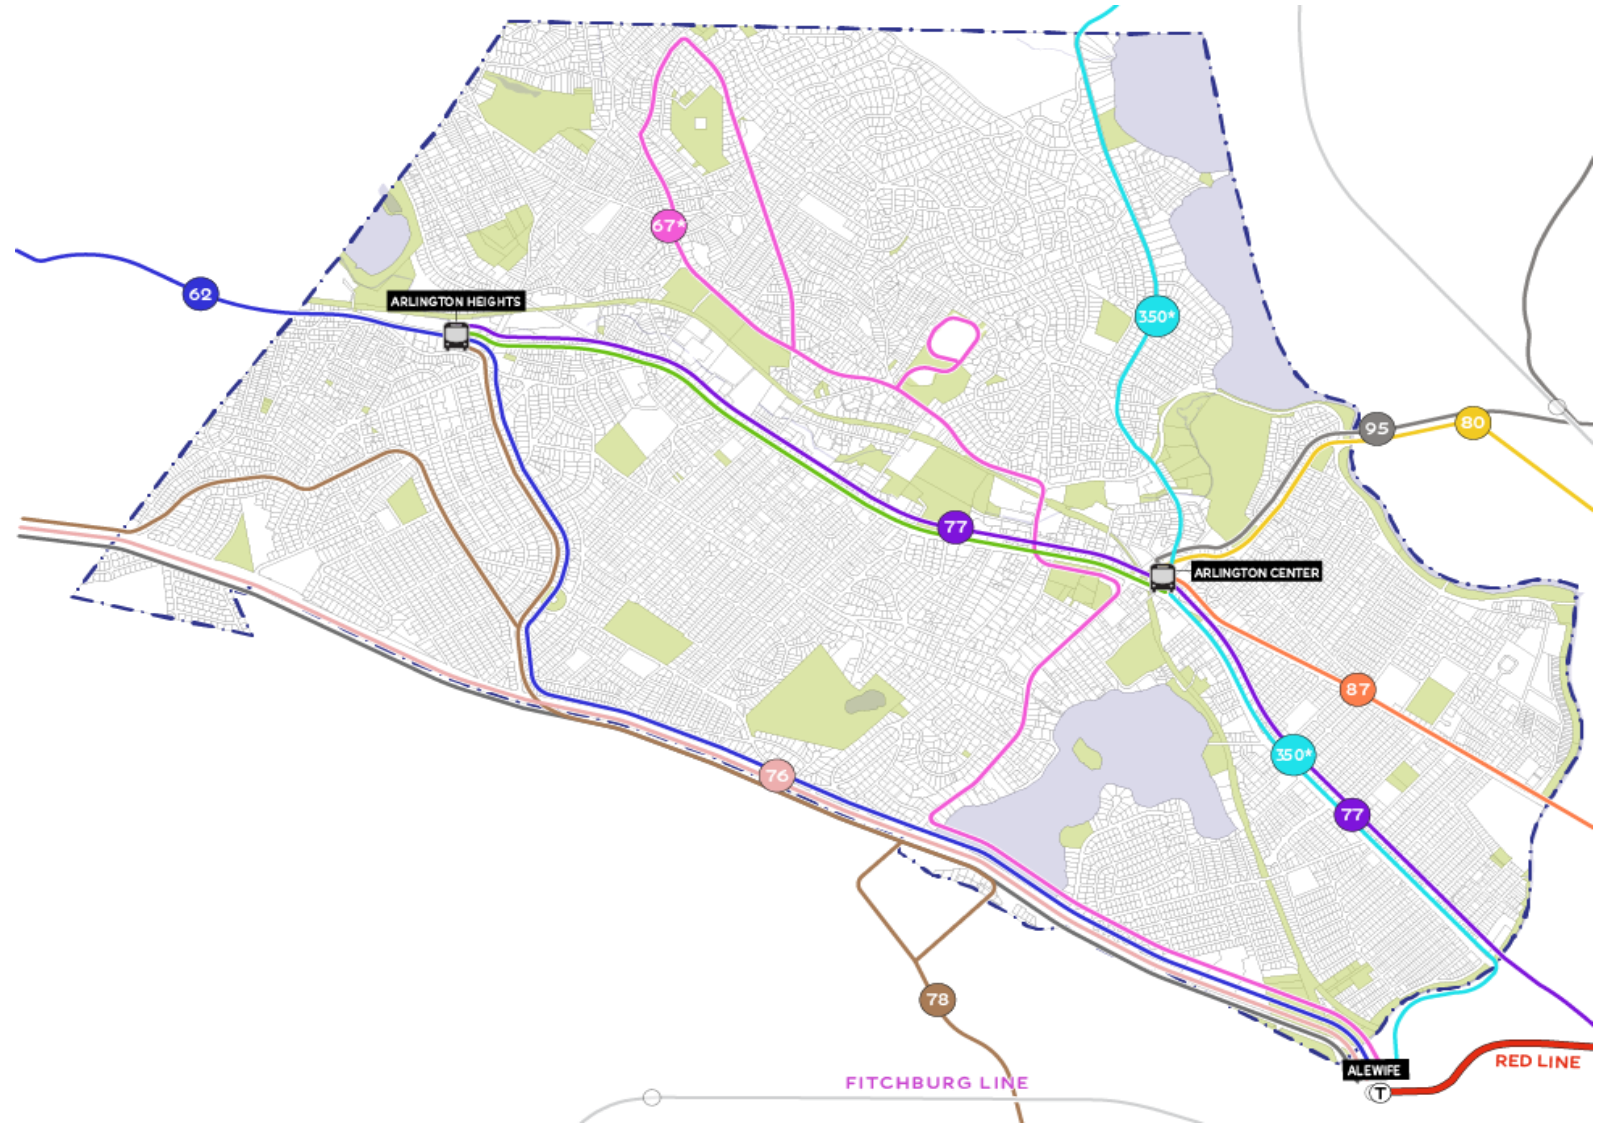 67*
62
ARLINGTON HEIGHTS
350*
95
80
77
ARLINGTON CENTER
87
350*
76
77
78
RED LINE
ALEWIFE
FITCHBURG LINE
T